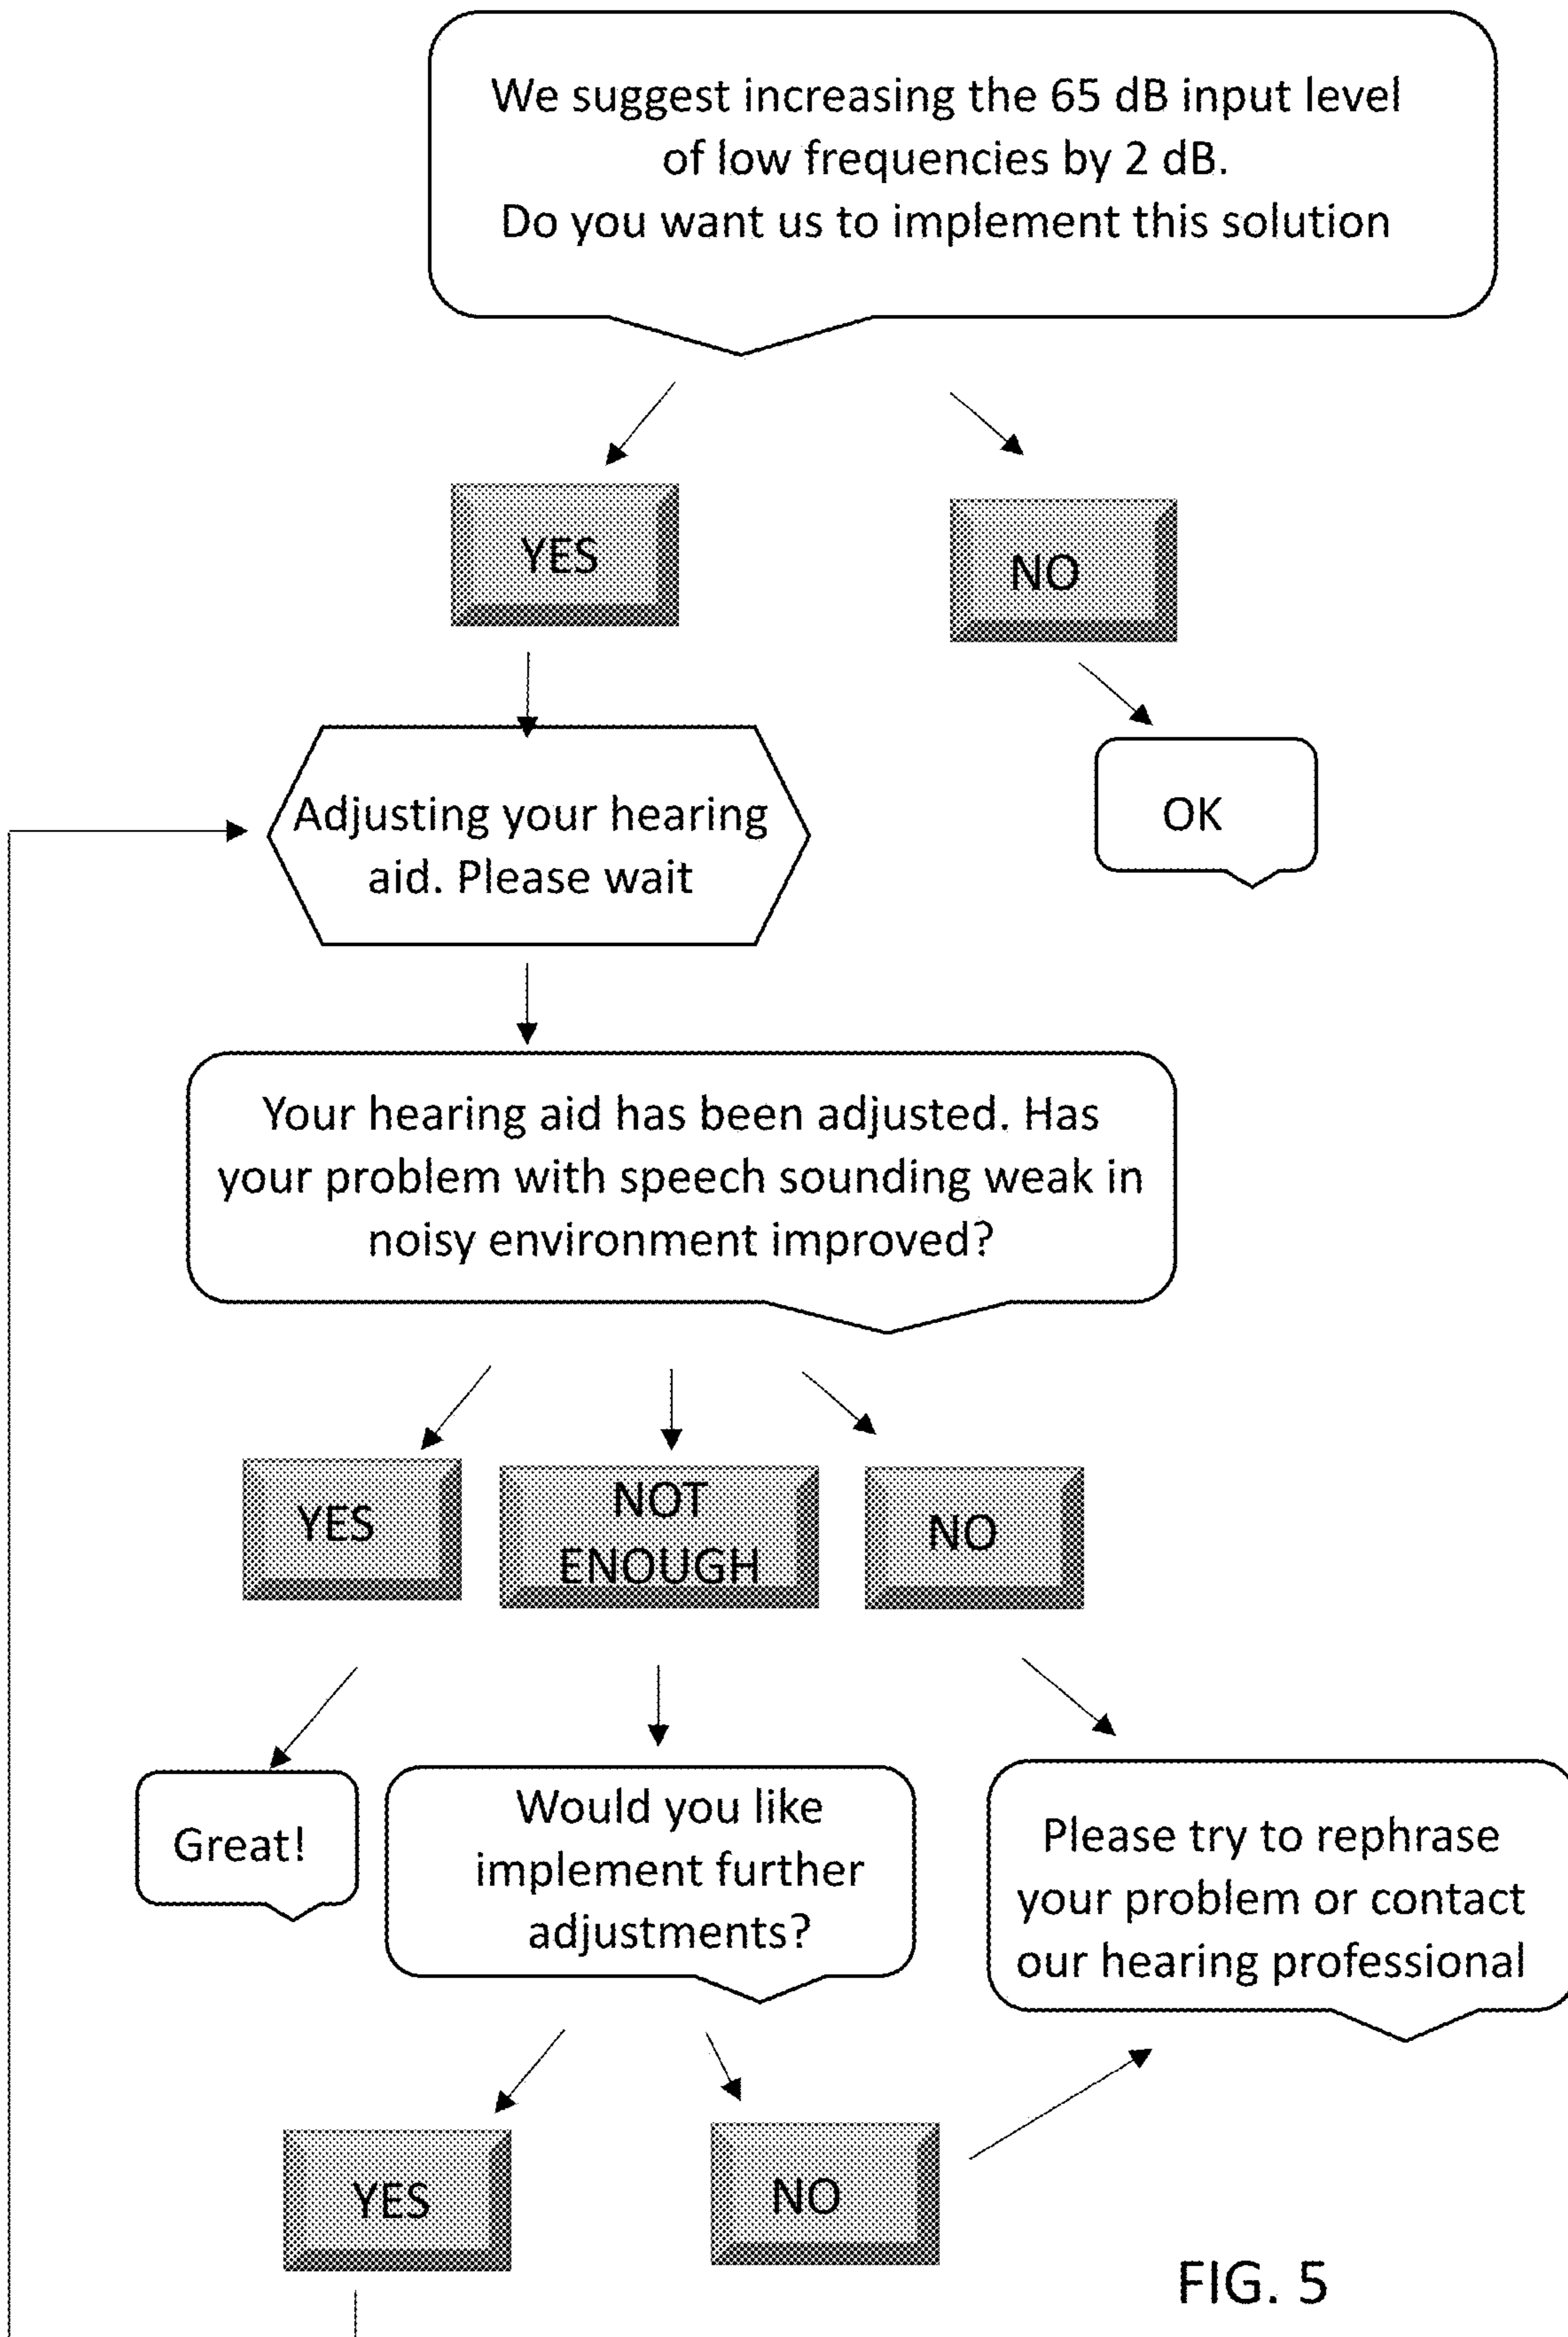 We suggest increasing the 65 dB input level
of low frequencies by 2 dB.
Do you want us to implement this solution
YES
NO
Adjusting your hearing
aid. Please wait
OK
Your hearing aid has been adjusted. Has
your problem with speech sounding weak in
noisy environment improved?
YES
NOT
ENOUGH
NO
Great!
Would you like
implement further
adjustments?
Please try to rephrase
your problem or contact
our hearing professional
YES
NO
FIG. 5